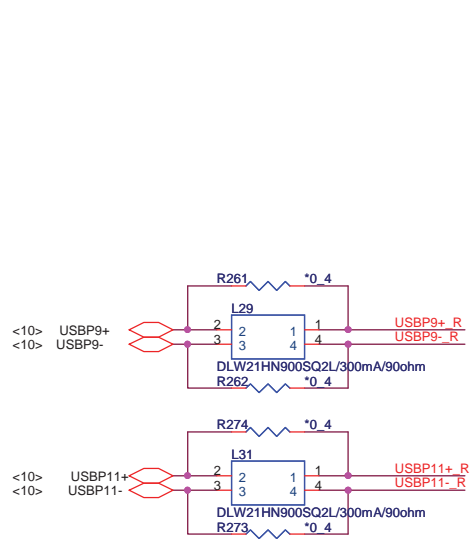 R261 *0_4
L29
<10> USBP9+ 2 2 1 1 USBP9+_R
<10> USBP9- 3 3 4 4 USBP9-_R
DLW21HN900SQ2L/300mA/90ohm
R262 *0_4
R274 *0_4
L31
<10> USBP11+ 2 2 1 1 USBP11+_R
<10> USBP11- 3 3 4 4 USBP11-_R
DLW21HN900SQ2L/300mA/90ohm
R273 *0_4